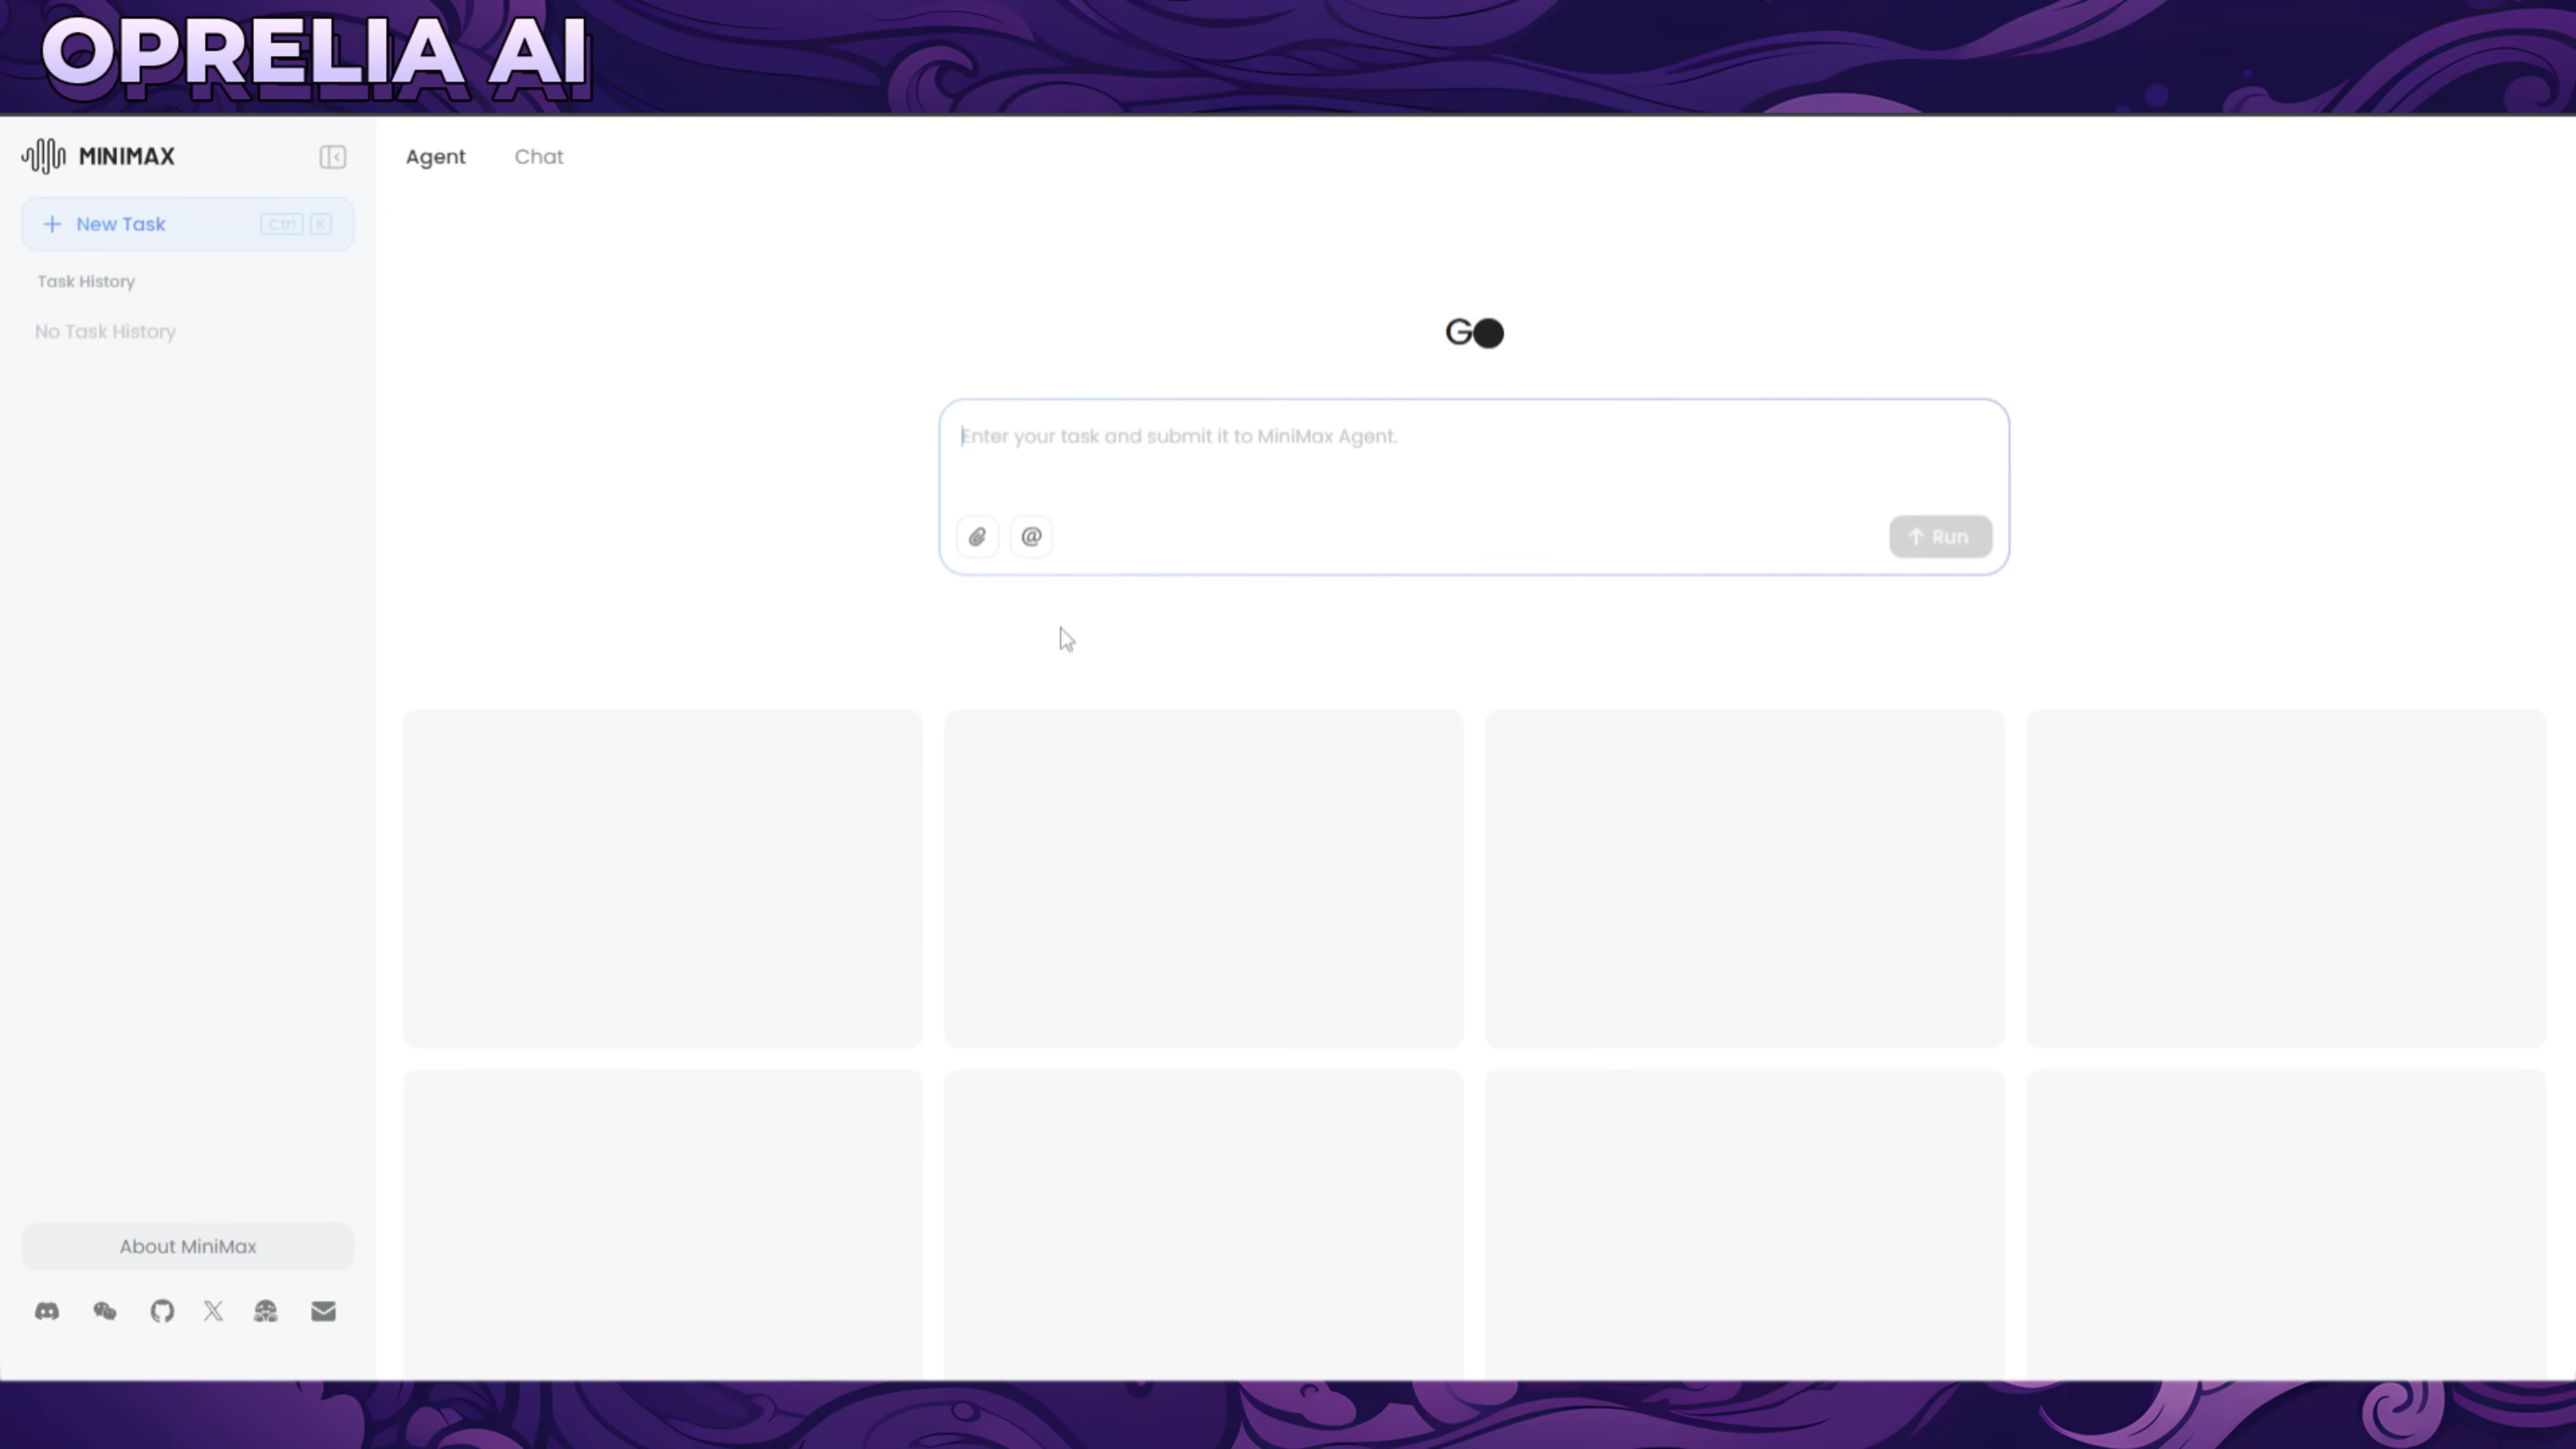 OPRELIA AI
MINIMAX
Agent Chat
New Task Ctrl K
Task History
No Task History
G
Enter your task and submit it to MiniMax Agent.
@
Run
About MiniMax